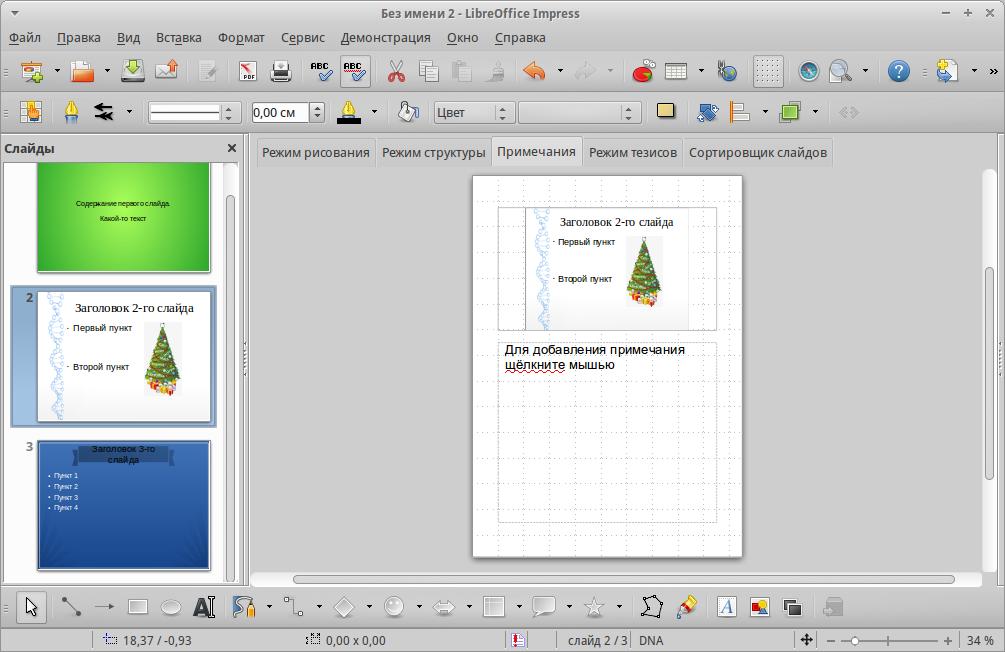 Без имени 2 - LibreOffice Impress
Файл Правка Вид Вставка Формат Сервис Демонстрация Окно Справка
PDF ABC ABC
0,00 см Цвет
Слайды
Режим рисования Режим структуры Примечания Режим тезисов Сортировщик слайдов
Содержание первого слайда.
Какой-то текст
2
Заголовок 2-го слайда
· Первый пункт
· Второй пункт
3
Заголовок 3-го
слайда
• Пункт 1
• Пункт 2
• Пункт 3
• Пункт 4
Заголовок 2-го слайда
· Первый пункт
· Второй пункт
Для добавления примечания
щёлкните мышью
18,37 / -0,93 0,00 x 0,00 слайд 2 / 3 DNA 34 %